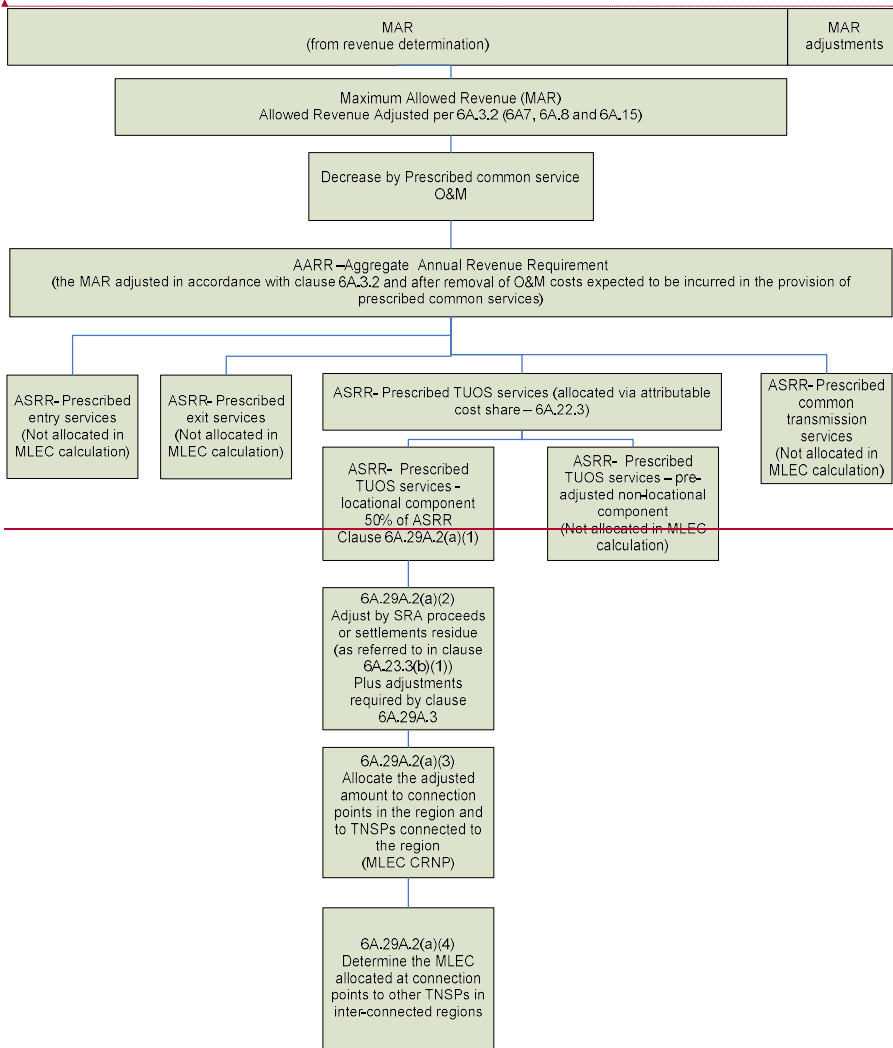 MAR
(from revenue determination)
MAR
adjustments
Maximum Allowed Revenue (MAR)
Allowed Revenue Adjusted per 6A.3.2 (6A7, 6A.8 and 6A.15)
Decrease by Prescribed common service
O&M
AARR –Aggregate Annual Revenue Requirement
(the MAR adjusted in accordance with clause 6A.3.2 and after removal of O&M costs expected to be incurred in the provision of
prescribed common services)
ASRR- Prescribed
entry services
(Not allocated in
MLEC calculation)
ASRR- Prescribed
exit services
(Not allocated in
MLEC calculation)
ASRR- Prescribed TUOS services (allocated via attributable
cost share – 6A.22.3)
ASRR- Prescribed
common
transmission
services
(Not allocated in
MLEC calculation)
ASRR- Prescribed
TUOS services -
locational component
50% of ASRR
Clause 6A.29A.2(a)(1)
ASRR- Prescribed
TUOS services – pre-
adjusted non-locational
component
(Not allocated in MLEC
calculation)
6A.29A.2(a)(2)
Adjust by SRA proceeds
or settlements residue
(as referred to in clause
6A.23.3(b)(1))
Plus adjustments
required by clause
6A.29A.3
6A.29A.2(a)(3)
Allocate the adjusted
amount to connection
points in the region and
to TNSPs connected to
the region
(MLEC CRNP)
6A.29A.2(a)(4)
Determine the MLEC
allocated at connection
points to other TNSPs in
inter-connected regions